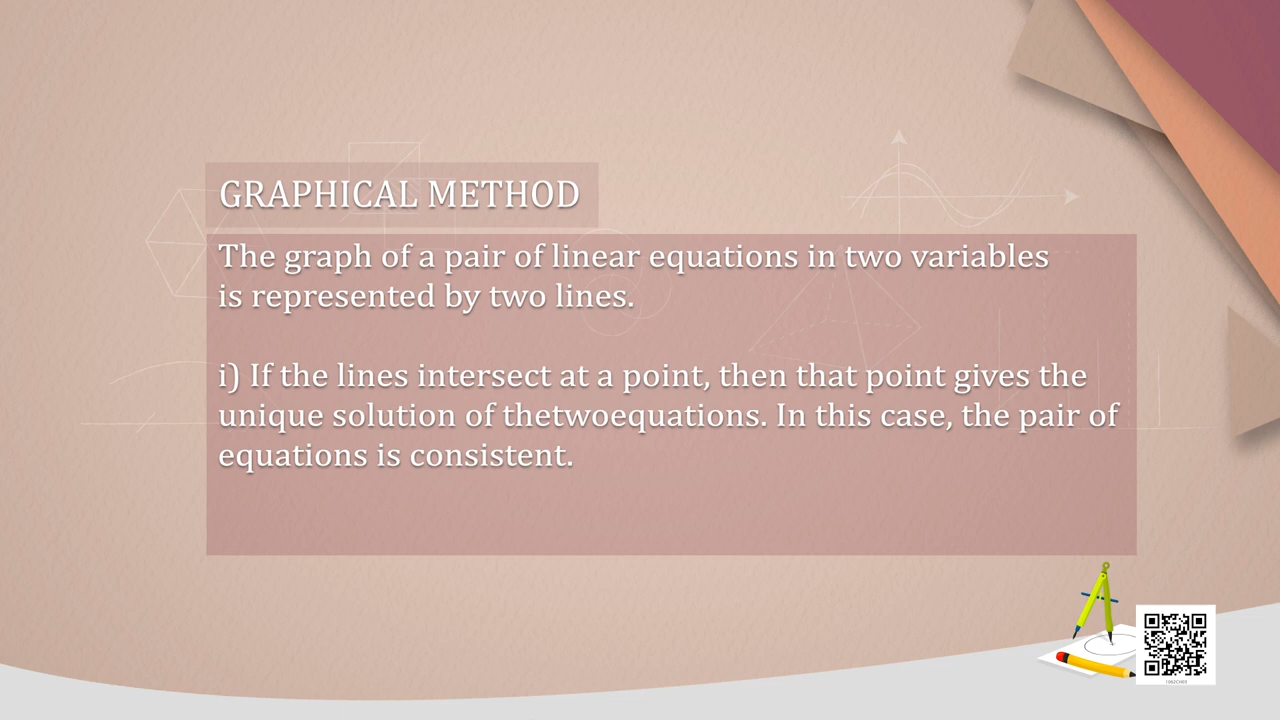 GRAPHICAL METHOD
The graph of a pair of linear equations in two variables
is represented by two lines.
i) If the lines intersect at a point, then that point gives the
unique solution of thetwoequations. In this case, the pair of
equations is consistent.